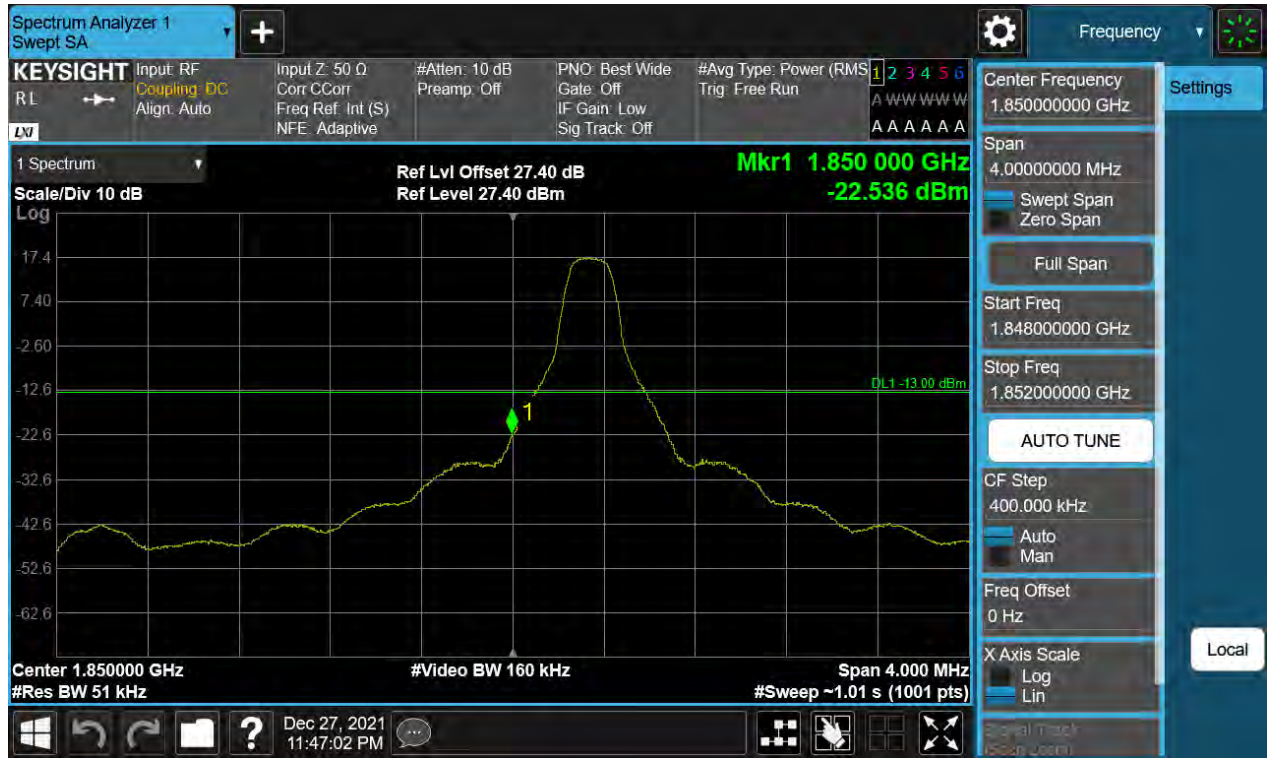 Spectrum Analyzer 1
Swept SA
Frequency
KEYSIGHT
RL
LXI
Input: RF
Coupling: DC
Align: Auto
Input Z: 50 Ω
Corr CCorr
Freq Ref: Int (S)
NFE: Adaptive
#Atten: 10 dB
Preamp: Off
PNO: Best Wide
Gate: Off
IF Gain: Low
Sig Track: Off
#Avg Type: Power (RMS
Trig: Free Run
1 2 3 4 5 6
A W W W W W
A A A A A A
1 Spectrum
Scale/Div 10 dB
Log
Ref Lvl Offset 27.40 dB
Ref Level 27.40 dBm
Mkr1 1.850 000 GHz
-22.536 dBm
17.4
7.40
-2.60
-12.6
-22.6
-32.6
-42.6
-52.6
-62.6
DL1 -13.00 dBm
1
Center 1.850000 GHz
#Res BW 51 kHz
#Video BW 160 kHz
Span 4.000 MHz
#Sweep ~1.01 s (1001 pts)
Center Frequency
1.850000000 GHz
Span
4.00000000 MHz
Swept Span
Zero Span
Full Span
Start Freq
1.848000000 GHz
Stop Freq
1.852000000 GHz
AUTO TUNE
CF Step
400.000 kHz
Auto
Man
Freq Offset
0 Hz
X Axis Scale
Log
Lin
Signal Track
(Span Zoom)
Settings
Local
?
Dec 27, 2021
11:47:02 PM